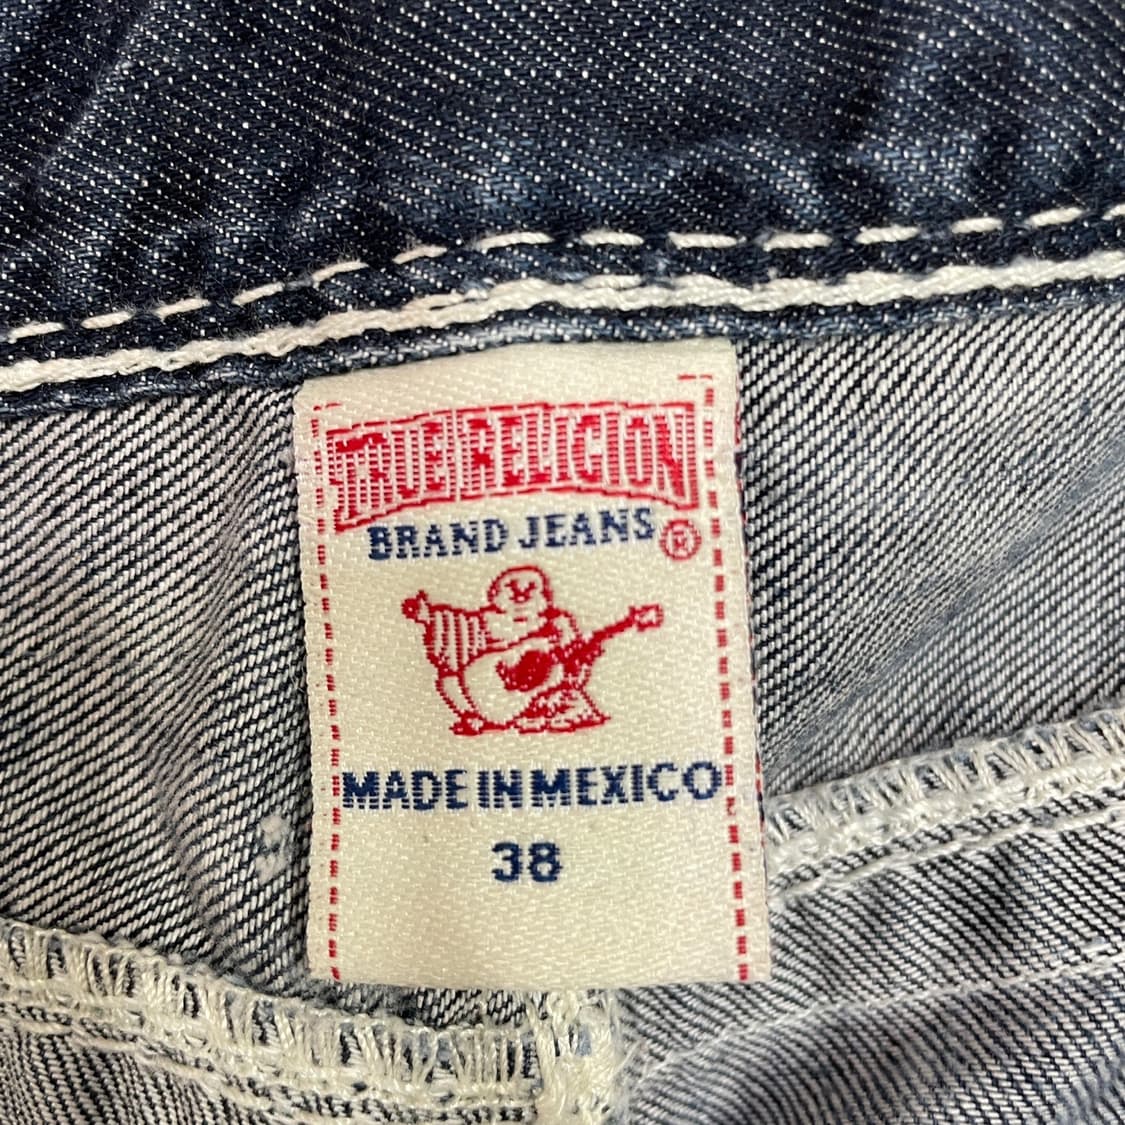 TRUE RELIGION
BRAND JEANS ®
MADE IN MEXICO
38